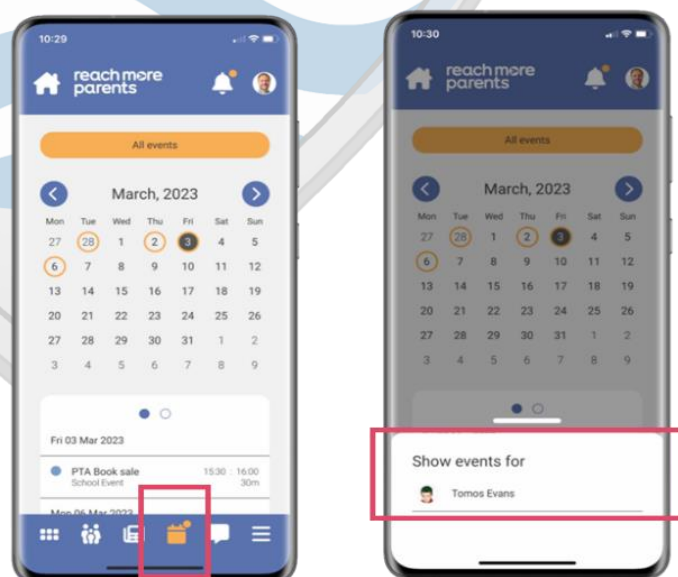 10:29
reach more
parents
All events
March, 2023
Mon Tue Wed Thu Fri Sat Sun
27 28 1 2 3 4 5
6 7 8 9 10 11 12
13 14 15 16 17 18 19
20 21 22 23 24 25 26
27 28 29 30 31 1 2
3 4 5 6 7 8 9
Fri 03 Mar 2023
PTA Book sale 15:30 : 16:00
School Event 30m
Mon 06 Mar 2023
10:30
reach more
parents
All events
March, 2023
Mon Tue Wed Thu Fri Sat Sun
27 28 1 2 3 4 5
6 7 8 9 10 11 12
13 14 15 16 17 18 19
20 21 22 23 24 25 26
27 28 29 30 31 1 2
3 4 5 6 7 8 9
Show events for
Tomos Evans